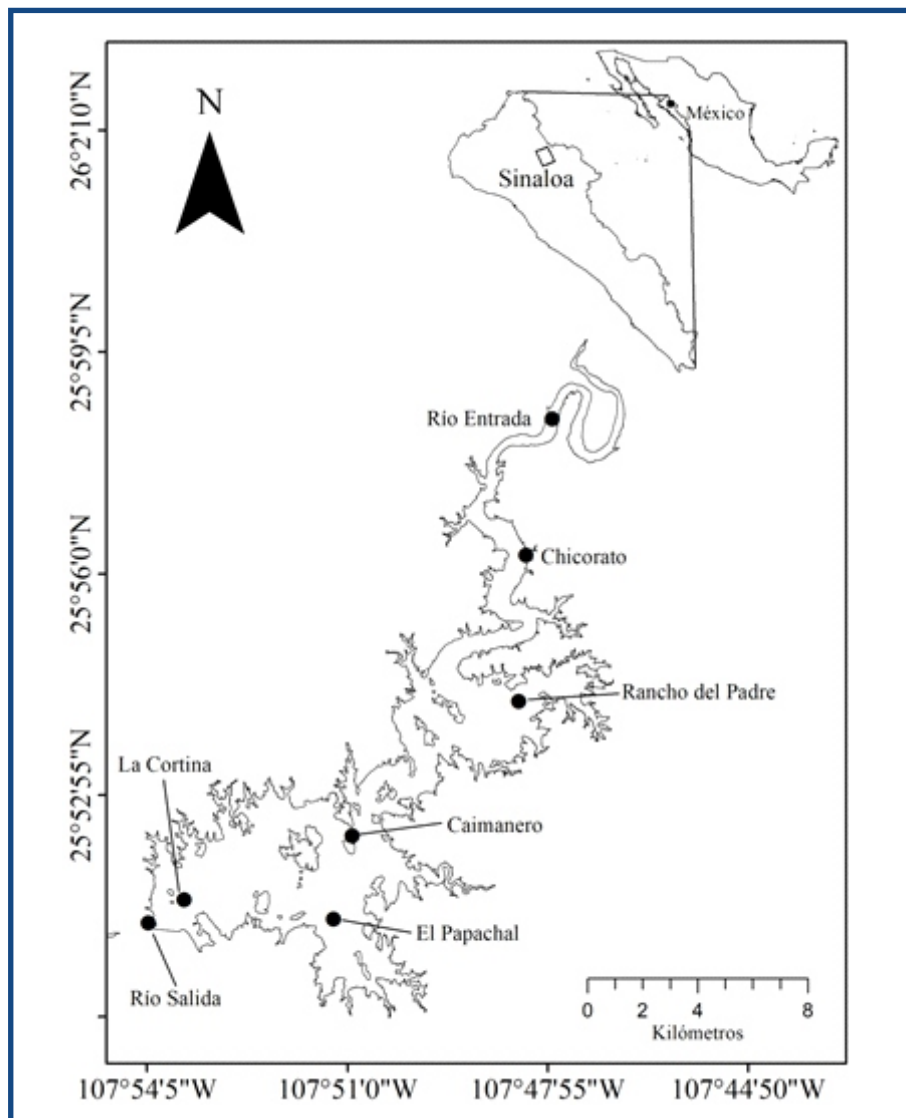 N
México
Sinaloa
26°2'10"N
25°59'5"N
25°56'0"N
25°52'55"N
Río Entrada
Chicorato
Rancho del Padre
La Cortina
Caimanero
El Papachal
Río Salida
0 2 4 8
Kilómetros
107°54'5"W 107°51'0"W 107°47'55"W 107°44'50"W